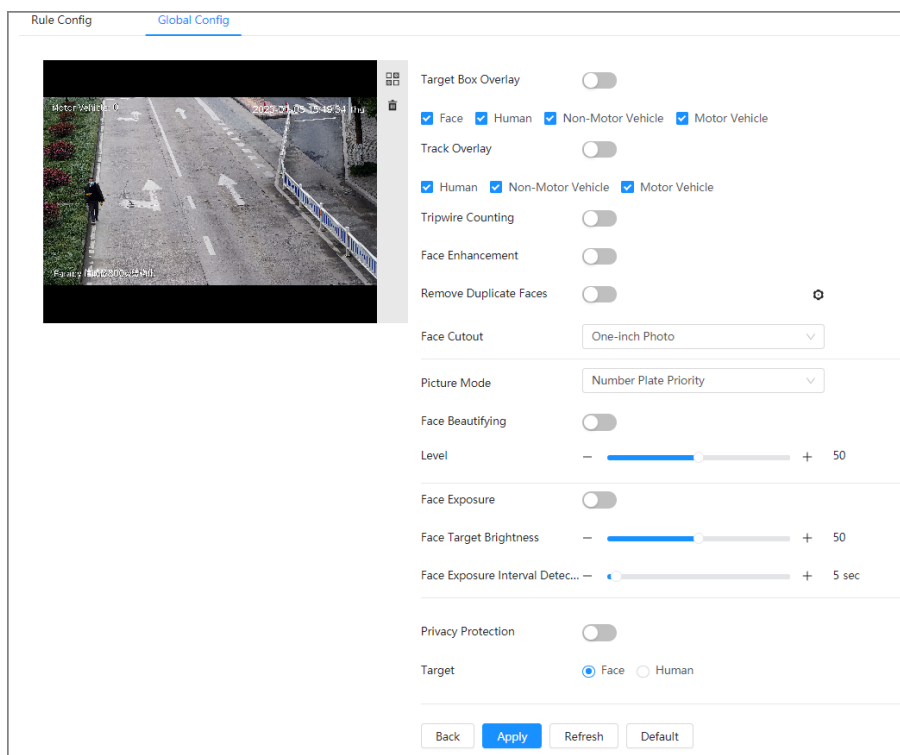 Rule Config Global Config
Motor Vehicle: 0
Target Box Overlay
Face Human Non-Motor Vehicle Motor Vehicle
Track Overlay
Human Non-Motor Vehicle Motor Vehicle
Tripwire Counting
Face Enhancement
Remove Duplicate Faces
Face Cutout One-inch Photo
Picture Mode Number Plate Priority
Face Beautifying
Level − + 50
Face Exposure
Face Target Brightness − + 50
Face Exposure Interval Detec... − + 5 sec
Privacy Protection
Target Face Human
Back Apply Refresh Default